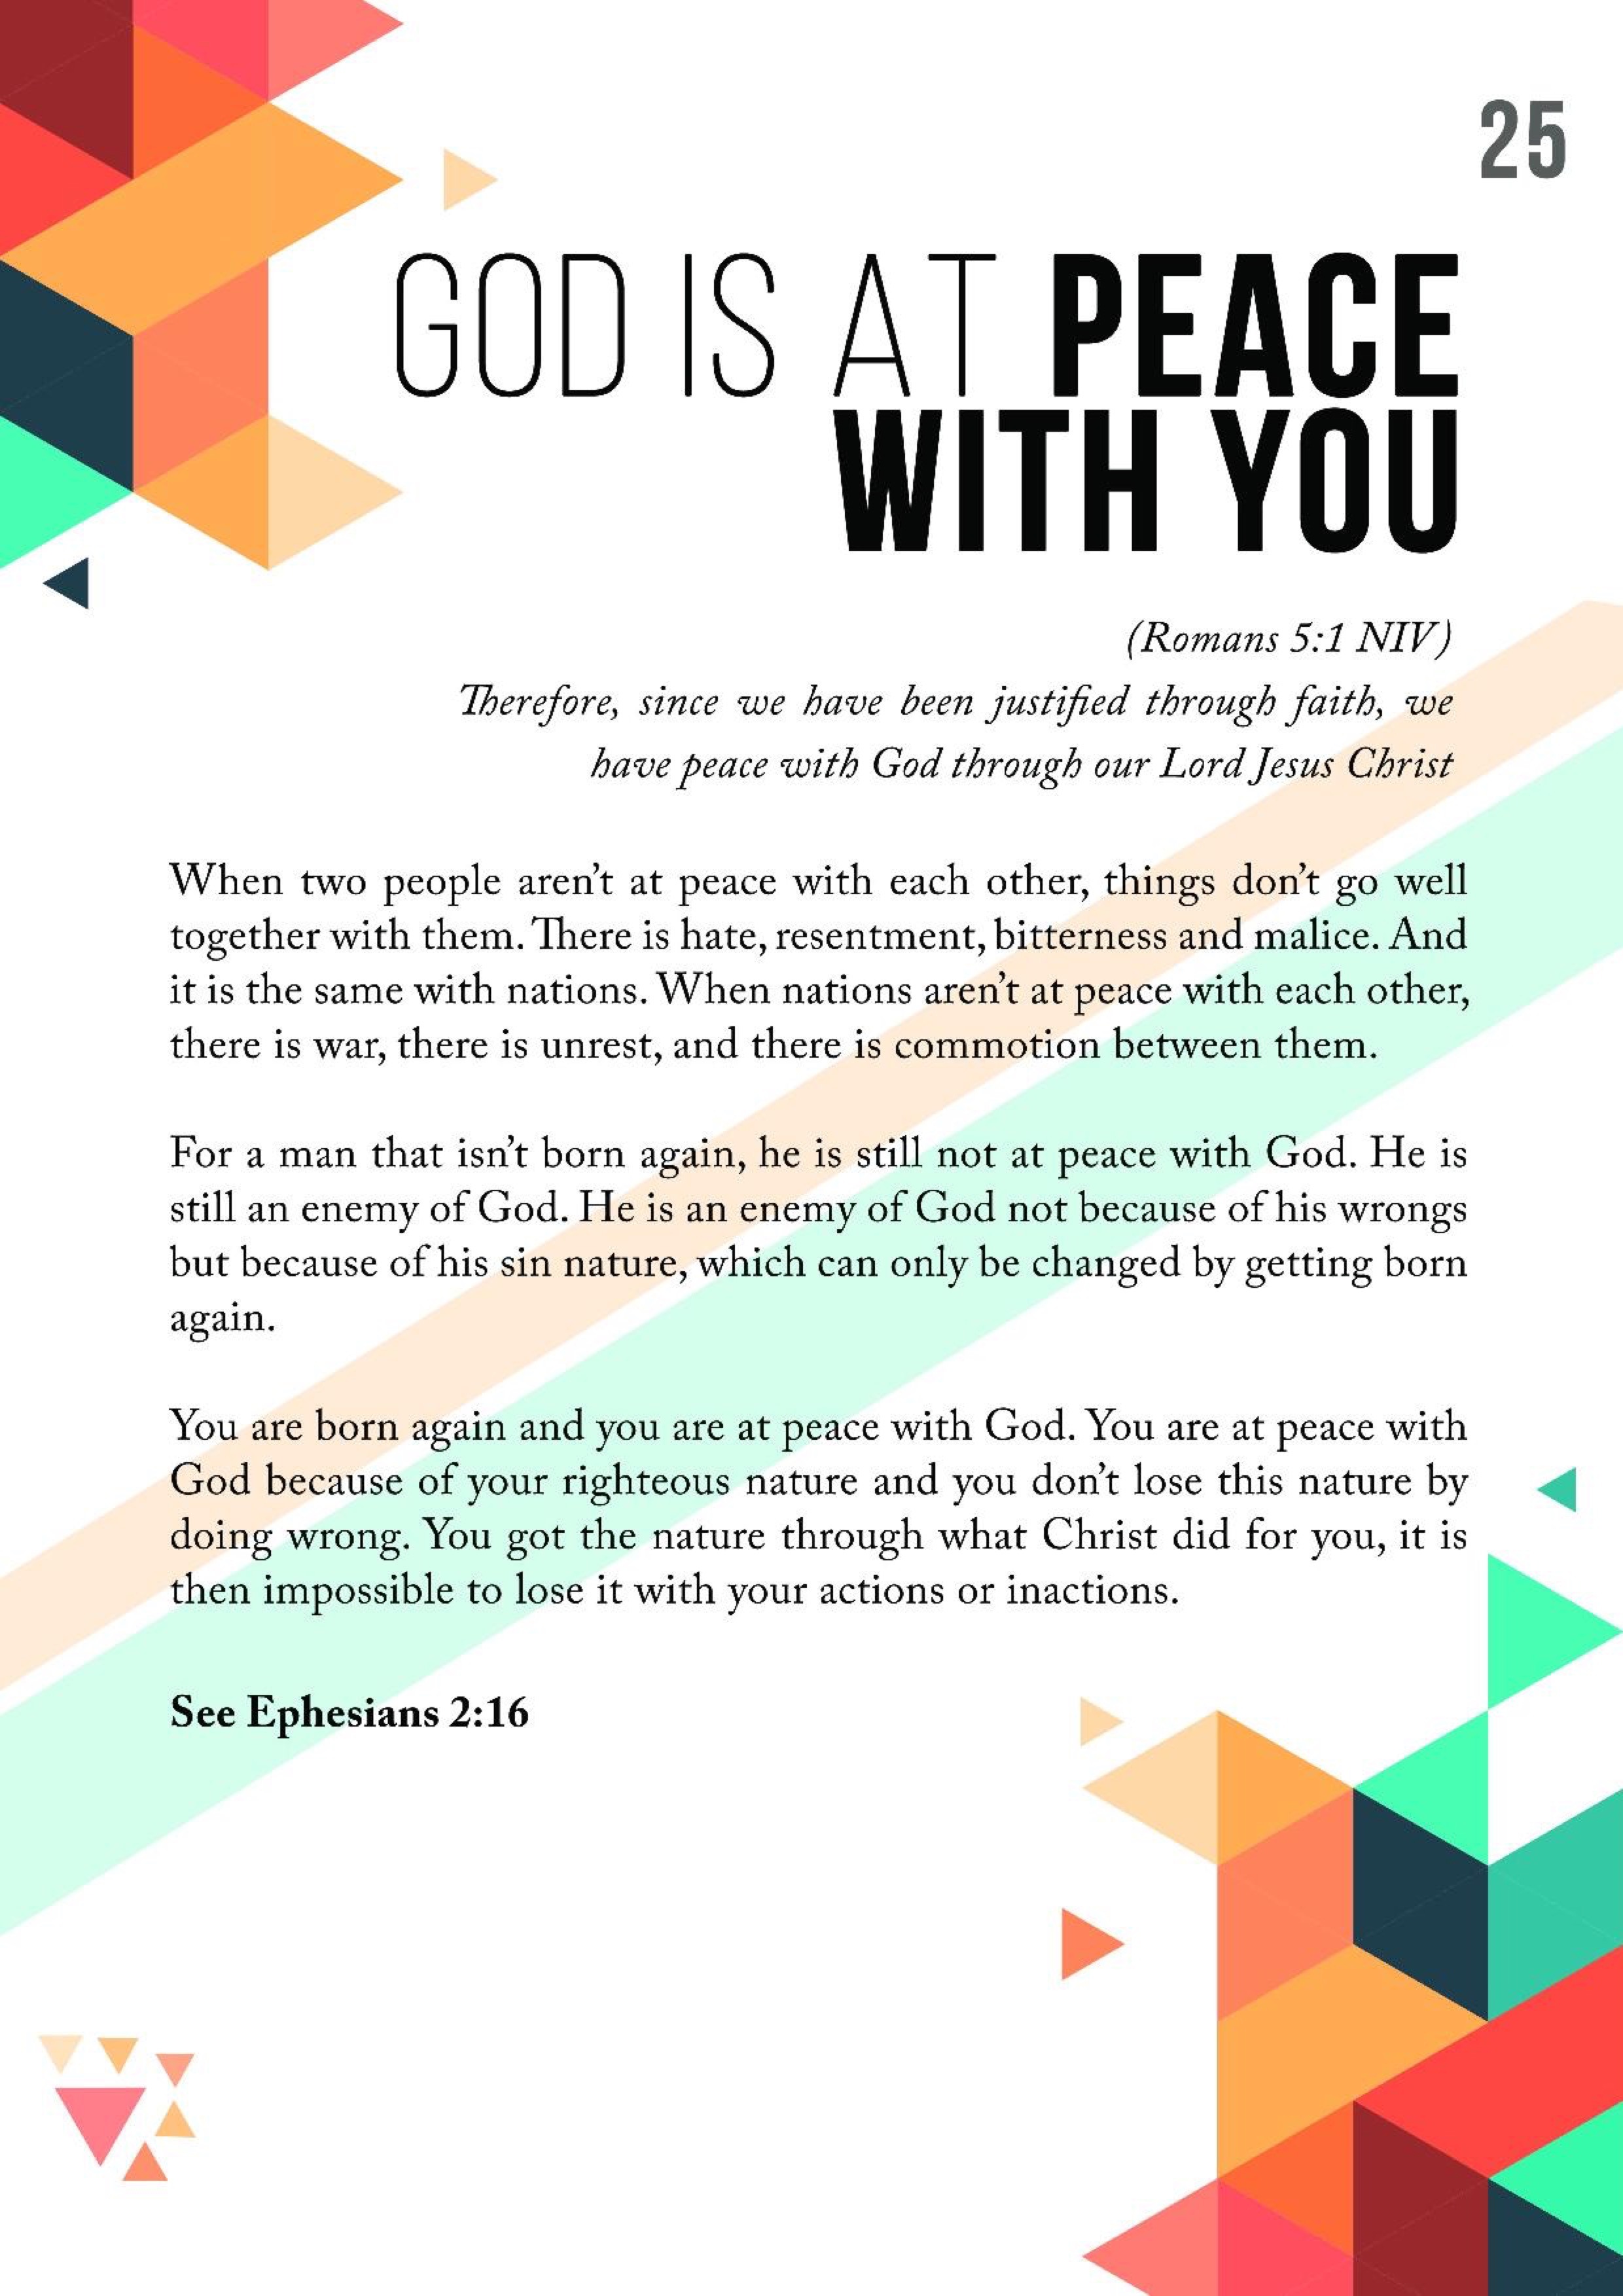 25
GOD IS AT PEACE
WITH YOU
(Romans 5:1 NIV)
Therefore, since we have been justified through faith, we
have peace with God through our Lord Jesus Christ
When two people aren't at peace with each other, things don't go well
together with them. There is hate, resentment, bitterness and malice. And
it is the same with nations. When nations aren't at peace with each other,
there is war, there is unrest, and there is commotion between them.
For a man that isn't born again, he is still not at peace with God. He is
still an enemy of God. He is an enemy of God not because of his wrongs
but because of his sin nature, which can only be changed by getting born
again.
You are born again and you are at peace with God. You are at peace with
God because of your righteous nature and you don't lose this nature by
doing wrong. You got the nature through what Christ did for you, it is
then impossible to lose it with your actions or inactions.
See Ephesians 2:16